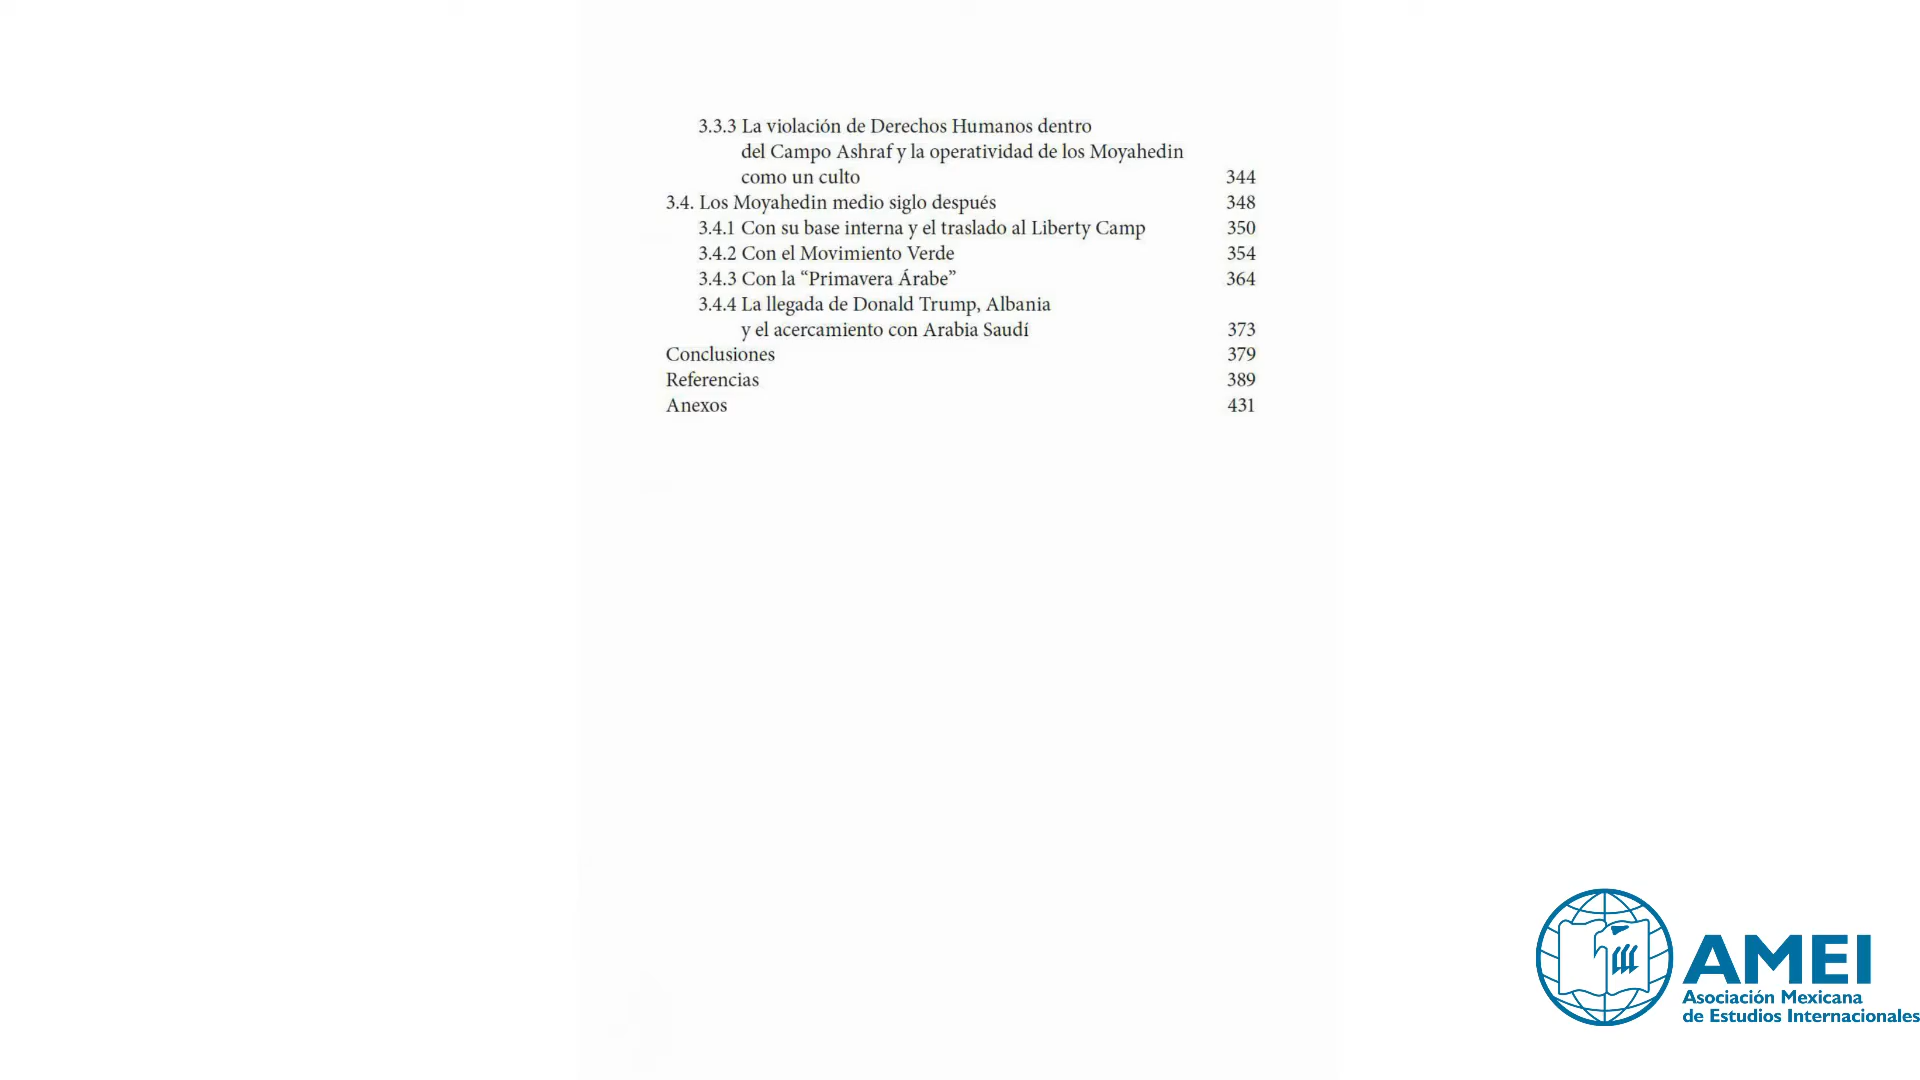 3.3.3 La violación de Derechos Humanos dentro
del Campo Ashraf y la operatividad de los Moyahedin
como un culto 344
3.4. Los Moyahedin medio siglo después 348
3.4.1 Con su base interna y el traslado al Liberty Camp 350
3.4.2 Con el Movimiento Verde 354
3.4.3 Con la “Primavera Árabe” 364
3.4.4 La llegada de Donald Trump, Albania
y el acercamiento con Arabia Saudí 373
Conclusiones 379
Referencias 389
Anexos 431
AMEI
Asociación Mexicana
de Estudios Internacionales